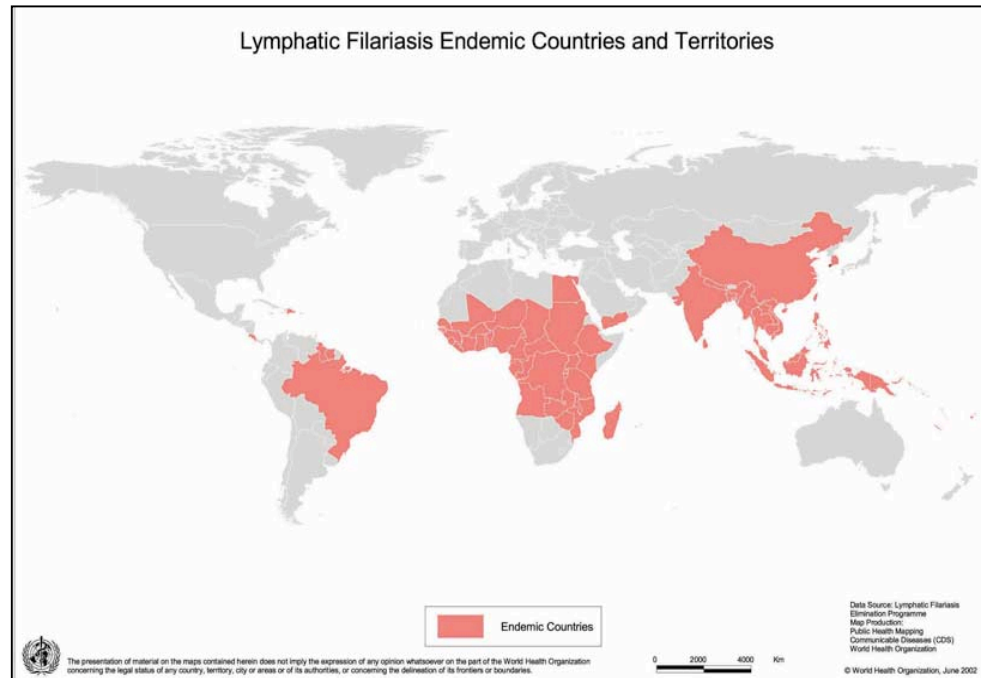 Lymphatic Filariasis Endemic Countries and Territories
Endemic Countries
The presentation of material on the maps contained herein does not imply the expression of any opinion whatsoever on the part of the World Health Organization
concerning the legal status of any country, territory, city or areas or of its authorities, or concerning the delineation of its frontiers or boundaries.
0 2000 4000 Km
Data Source: Lymphatic Filariasis
Elimination Programme
Map Production:
Public Health Mapping
Communicable Diseases (CDS)
World Health Organization
© World Health Organization, June 2002